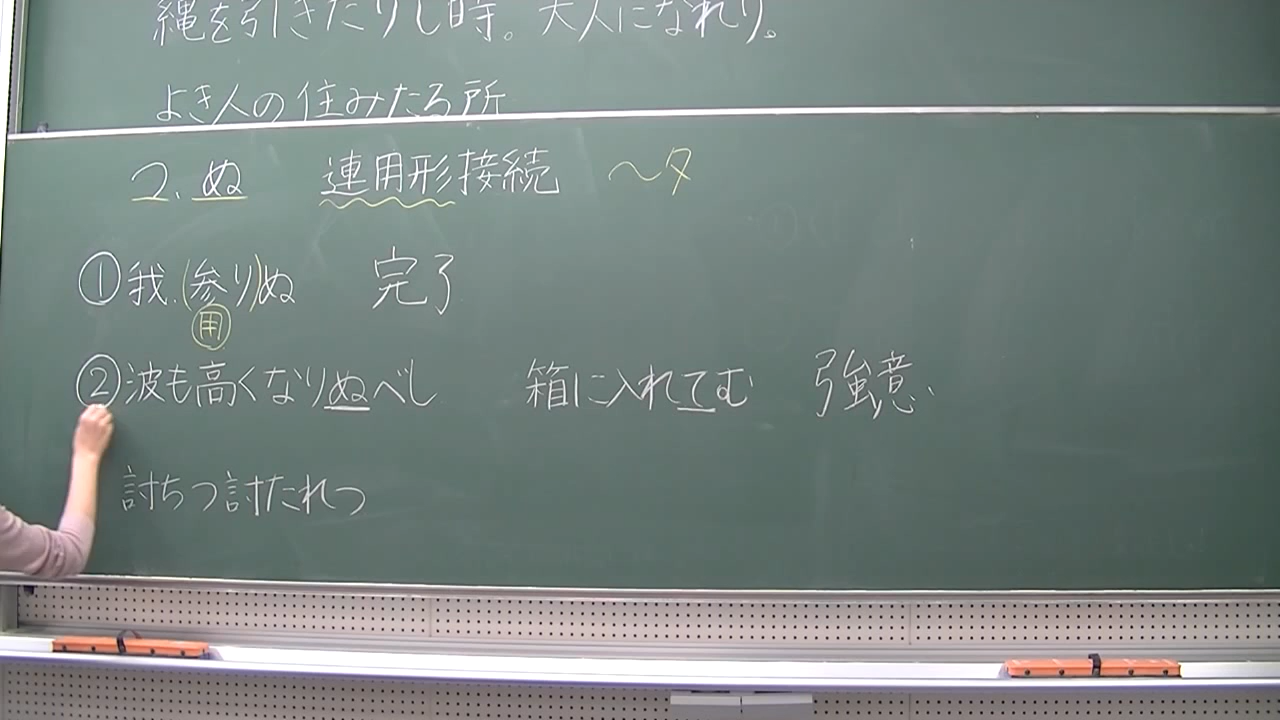 縄を引きたりし時。大人になれり。
よき人の住みたる所
2. ぬ 連用形接続 〜タ
①我、(参り)ぬ 完了
用
②波も高くなりぬべし 箱に入れてむ 強意、
討ちつ討たれつ